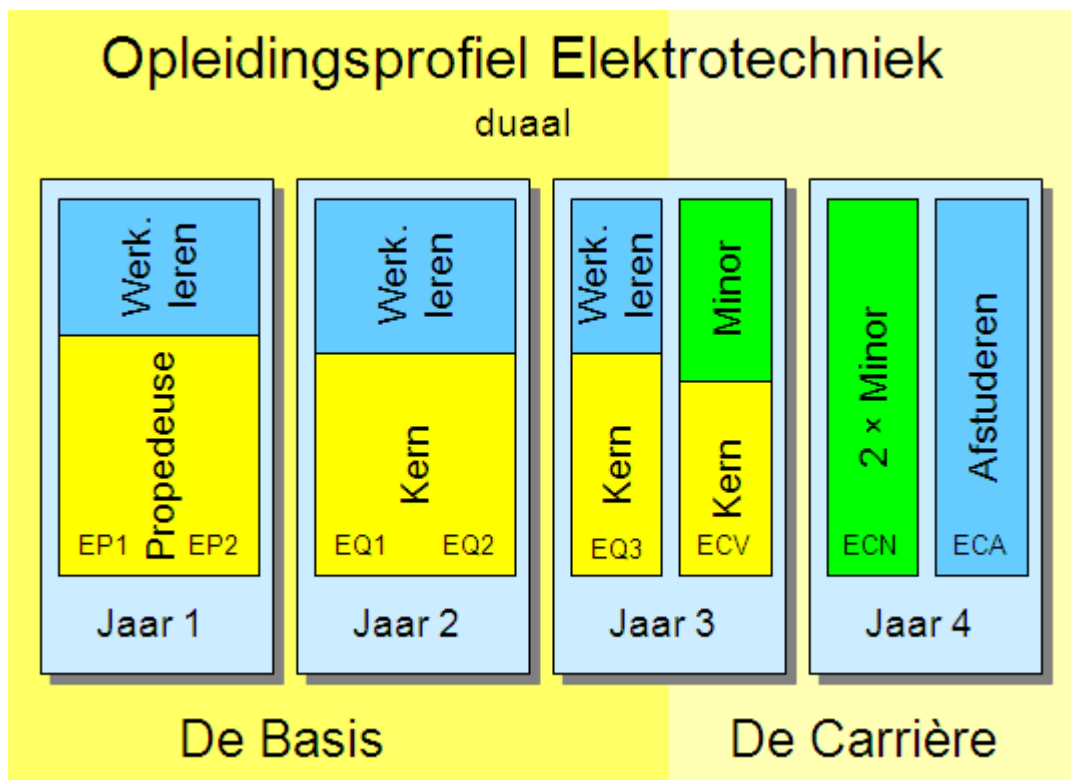 Opleidingsprofiel Elektrotechniek
duaal
Werk.
leren
Propedeuse
EP1
EP2
Jaar 1
Werk.
leren
Kern
EQ1
EQ2
Jaar 2
Werk.
leren
Kern
EQ3
Minor
Kern
ECV
Jaar 3
2 × Minor
ECN
Afstuderen
ECA
Jaar 4
De Basis
De Carrière